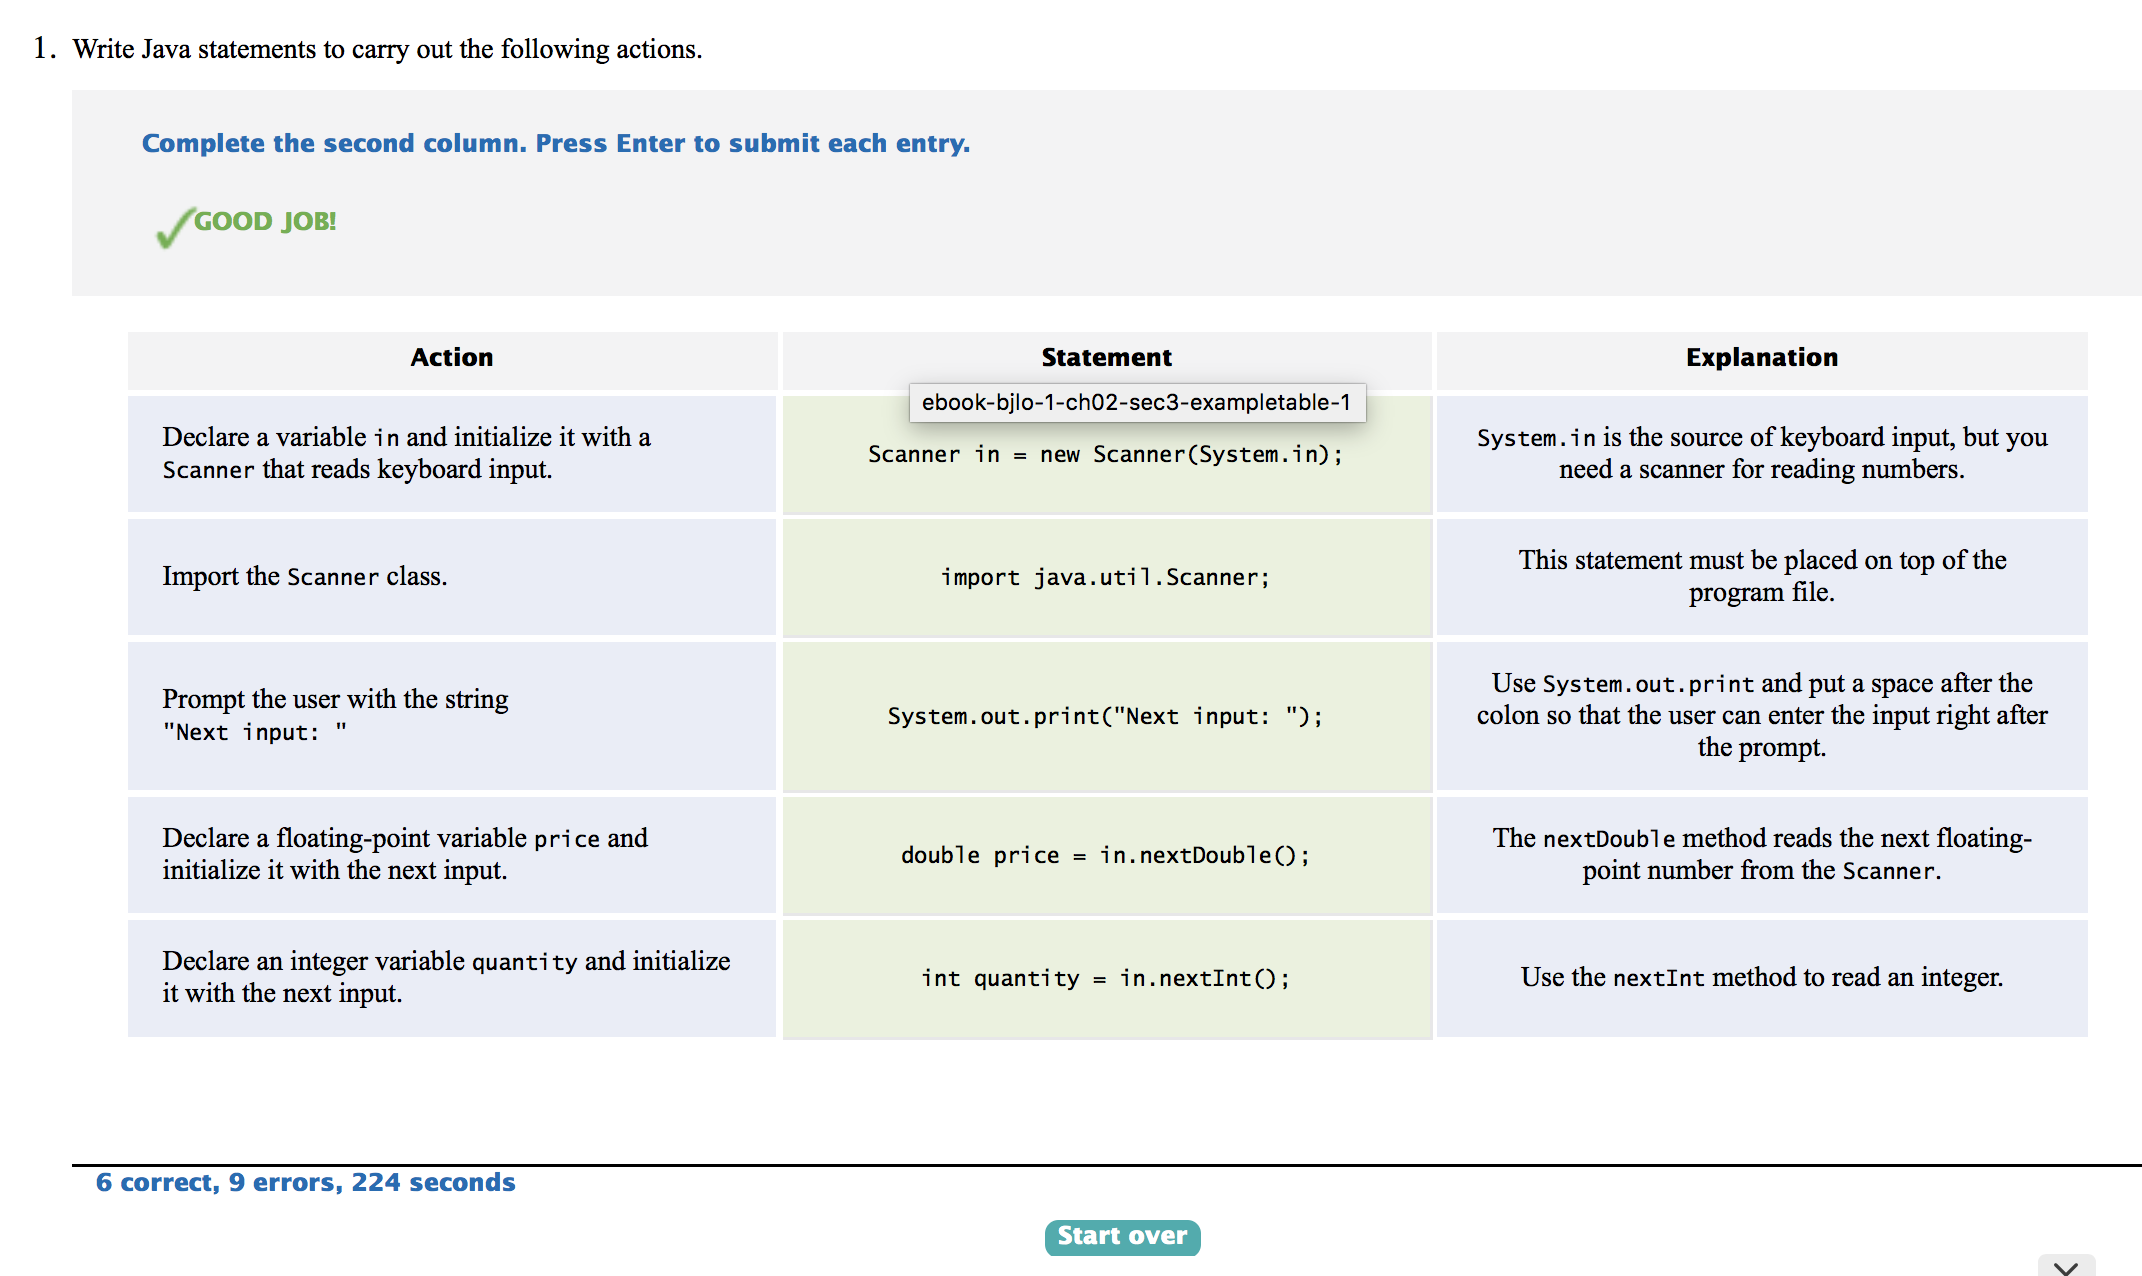 1. Write Java statements to carry out the following actions.
Complete the second column. Press Enter to submit each entry.
GOOD JOB!
Action
Statement
Explanation
ebook-bjlo-1-ch02-sec3-exampletable-1
Declare a variable in and initialize it with a
Scanner that reads keyboard input.
Scanner in = new Scanner(System.in);
System.in is the source of keyboard input, but you
need a scanner for reading numbers.
Import the Scanner class.
import java.util.Scanner;
This statement must be placed on top of the
program file.
Prompt the user with the string
"Next input: "
System.out.print("Next input: ");
Use System.out.print and put a space after the
colon so that the user can enter the input right after
the prompt.
Declare a floating-point variable price and
initialize it with the next input.
double price = in.nextDouble();
The nextDouble method reads the next floating-
point number from the Scanner.
Declare an integer variable quantity and initialize
it with the next input.
int quantity = in.nextInt();
Use the nextInt method to read an integer.
6 correct, 9 errors, 224 seconds
Start over